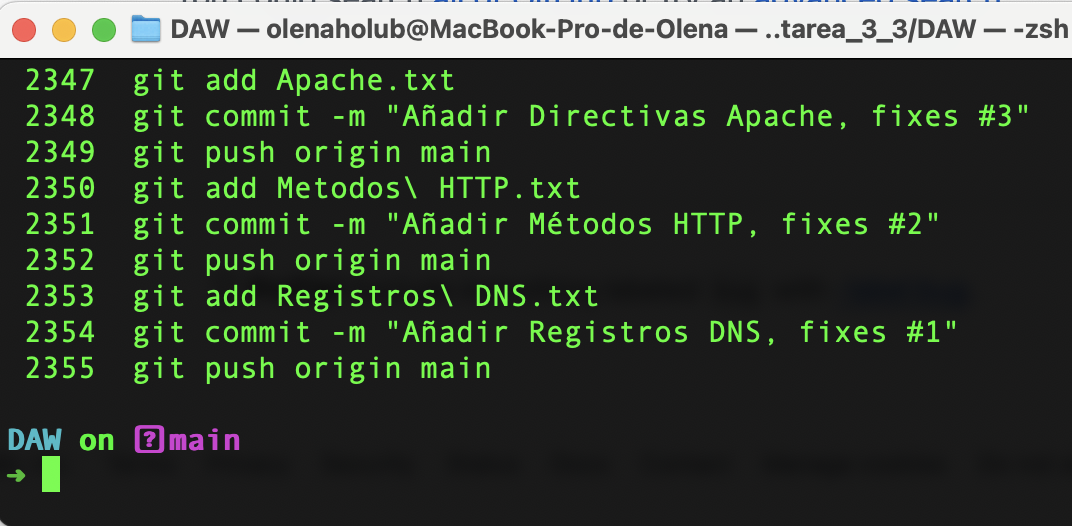 DAW — olenaholub@MacBook-Pro-de-Olena — ..tarea_3_3/DAW — -zsh
2347 git add Apache.txt
2348 git commit -m "Añadir Directivas Apache, fixes #3"
2349 git push origin main
2350 git add Metodos\ HTTP.txt
2351 git commit -m "Añadir Métodos HTTP, fixes #2"
2352 git push origin main
2353 git add Registros\ DNS.txt
2354 git commit -m "Añadir Registros DNS, fixes #1"
2355 git push origin main
DAW on ?main
➜